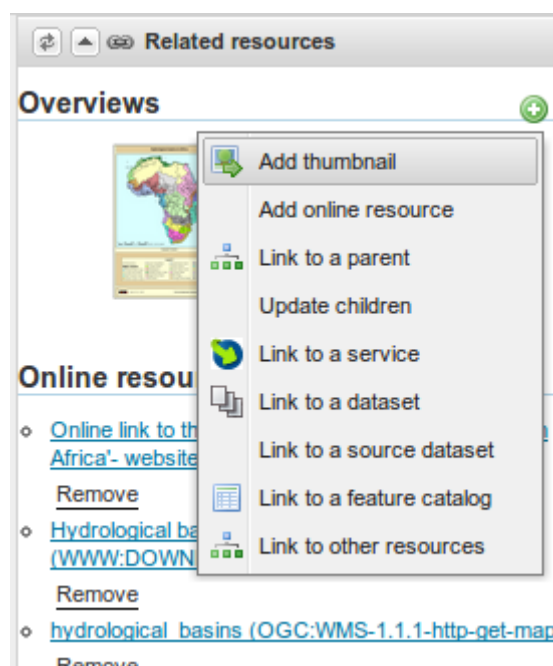 Related resources
Overviews
Add thumbnail
Add online resource
Link to a parent
Update children
Link to a service
Link to a dataset
Link to a source dataset
Link to a feature catalog
Link to other resources
Online resou
Online link to th
Africa'- website
Remove
Hydrological ba
(WWW:DOWN
Remove
hydrological_basins (OGC:WMS-1.1.1-http-get-map
Remove